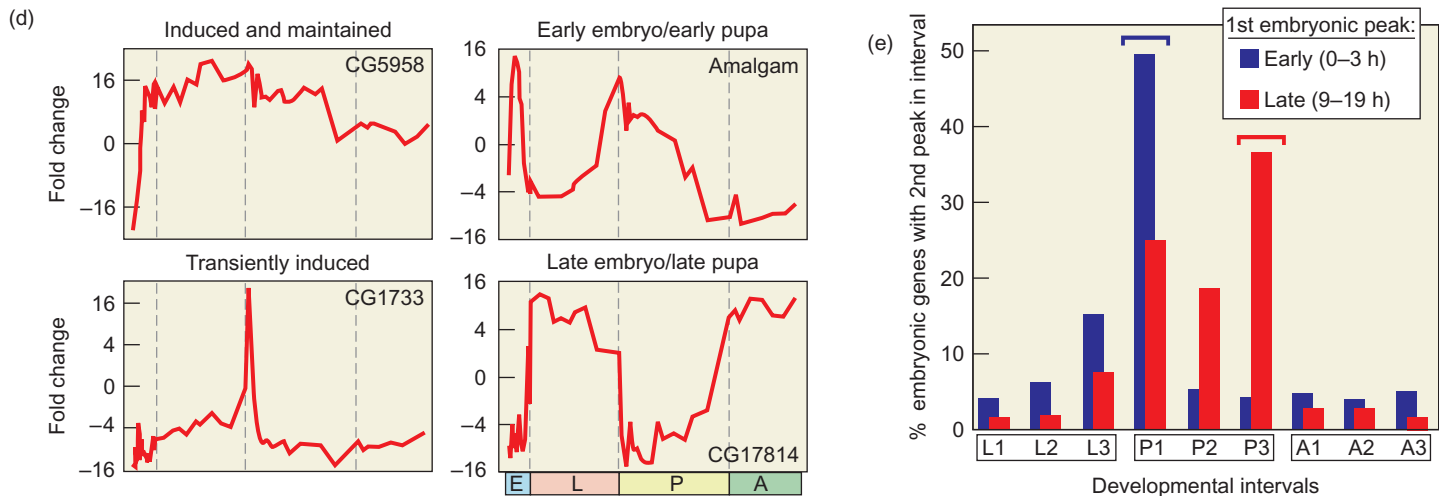 (d)
Induced and maintained
CG5958
Fold change
16
0
–16
Early embryo/early pupa
Amalgam
16
4
0
–4
–16
Transiently induced
CG1733
Fold change
16
4
0
–4
–16
Late embryo/late pupa
CG17814
16
4
0
–4
–16
E L P A
(e)
1st embryonic peak:
Early (0–3 h)
Late (9–19 h)
% embryonic genes with 2nd peak in interval
50
40
30
20
10
0
L1 L2 L3 P1 P2 P3 A1 A2 A3
Developmental intervals